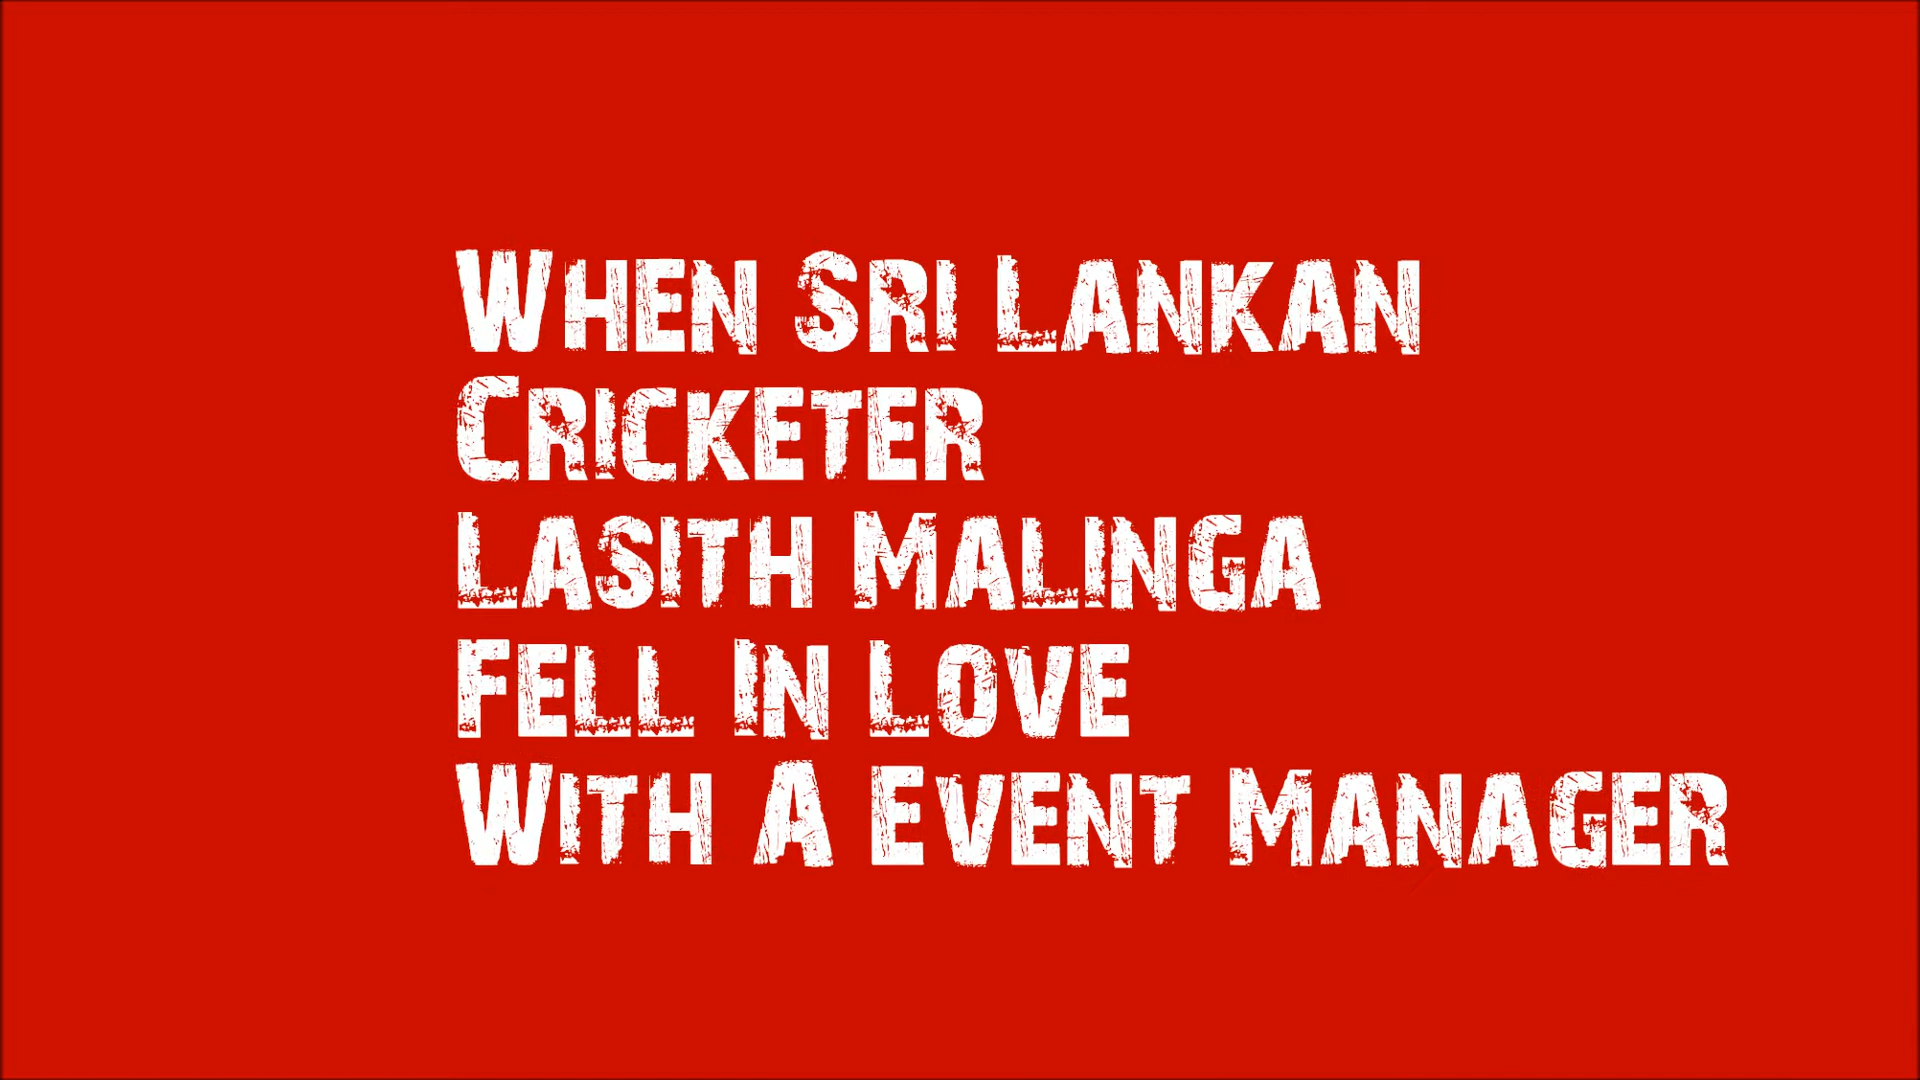 When Sri Lankan
Cricketer
Lasith Malinga
Fell In Love
With A Event Manager